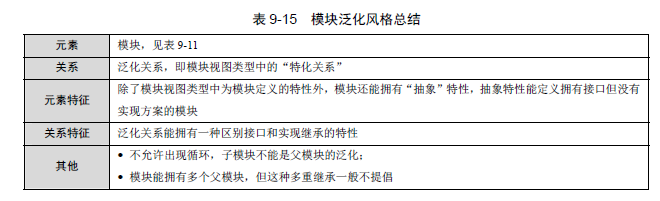 表 9-15 模块泛化风格总结
元素 模块，见表 9-11
关系 泛化关系，即模块视图类型中的“特化关系”
元素特征 除了模块视图类型中为模块定义的特性外，模块还能拥有“抽象”特性，抽象特性能定义拥有接口但没有
实现方案的模块
关系特征 泛化关系能拥有一种区别接口和实现继承的特性
其他 • 不允许出现循环，子模块不能是父模块的泛化；
• 模块能拥有多个父模块，但这种多重继承一般不提倡